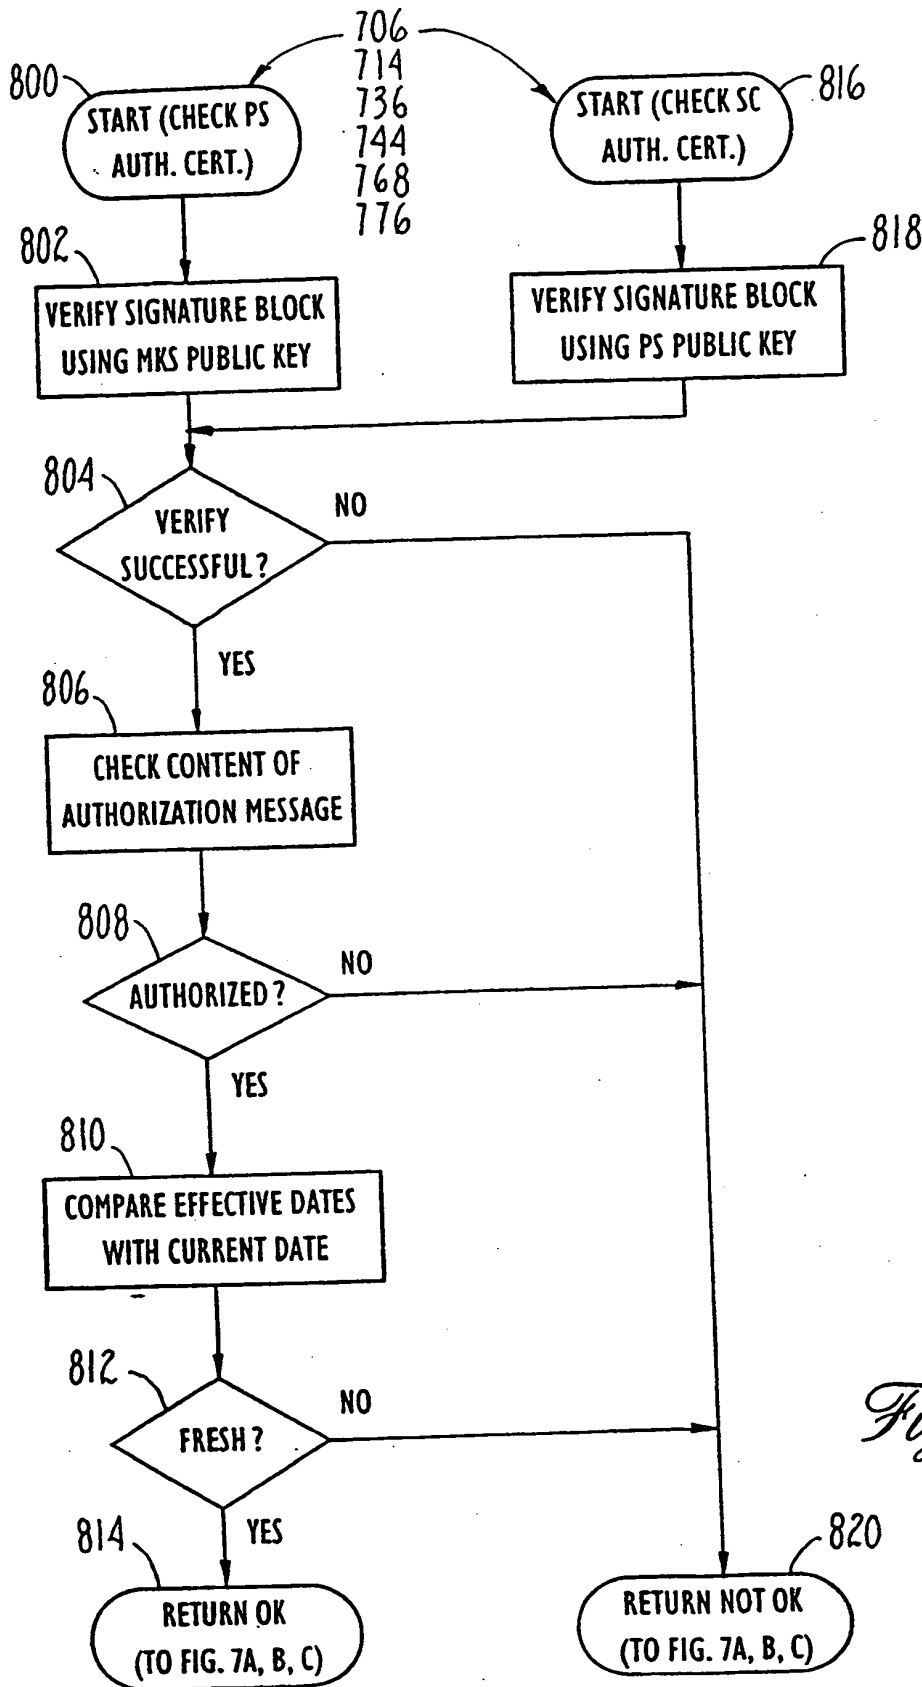 706
714
736
744
768
776
800
START (CHECK PS
AUTH. CERT.)
816
START (CHECK SC
AUTH. CERT.)
802
VERIFY SIGNATURE BLOCK
USING MKS PUBLIC KEY
818
VERIFY SIGNATURE BLOCK
USING PS PUBLIC KEY
804
VERIFY
SUCCESSFUL?
NO
YES
806
CHECK CONTENT OF
AUTHORIZATION MESSAGE
808
AUTHORIZED?
NO
YES
810
COMPARE EFFECTIVE DATES
WITH CURRENT DATE
812
FRESH?
NO
YES
814
RETURN OK
(TO FIG. 7A, B, C)
820
RETURN NOT OK
(TO FIG. 7A, B, C)